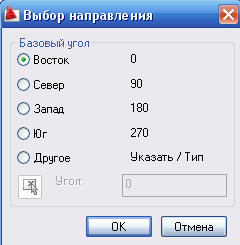 Выбор направления
Базовый угол
Восток 0
Север 90
Запад 180
Юг 270
Другое Указать / Тип
Угол: 0
OK Отмена